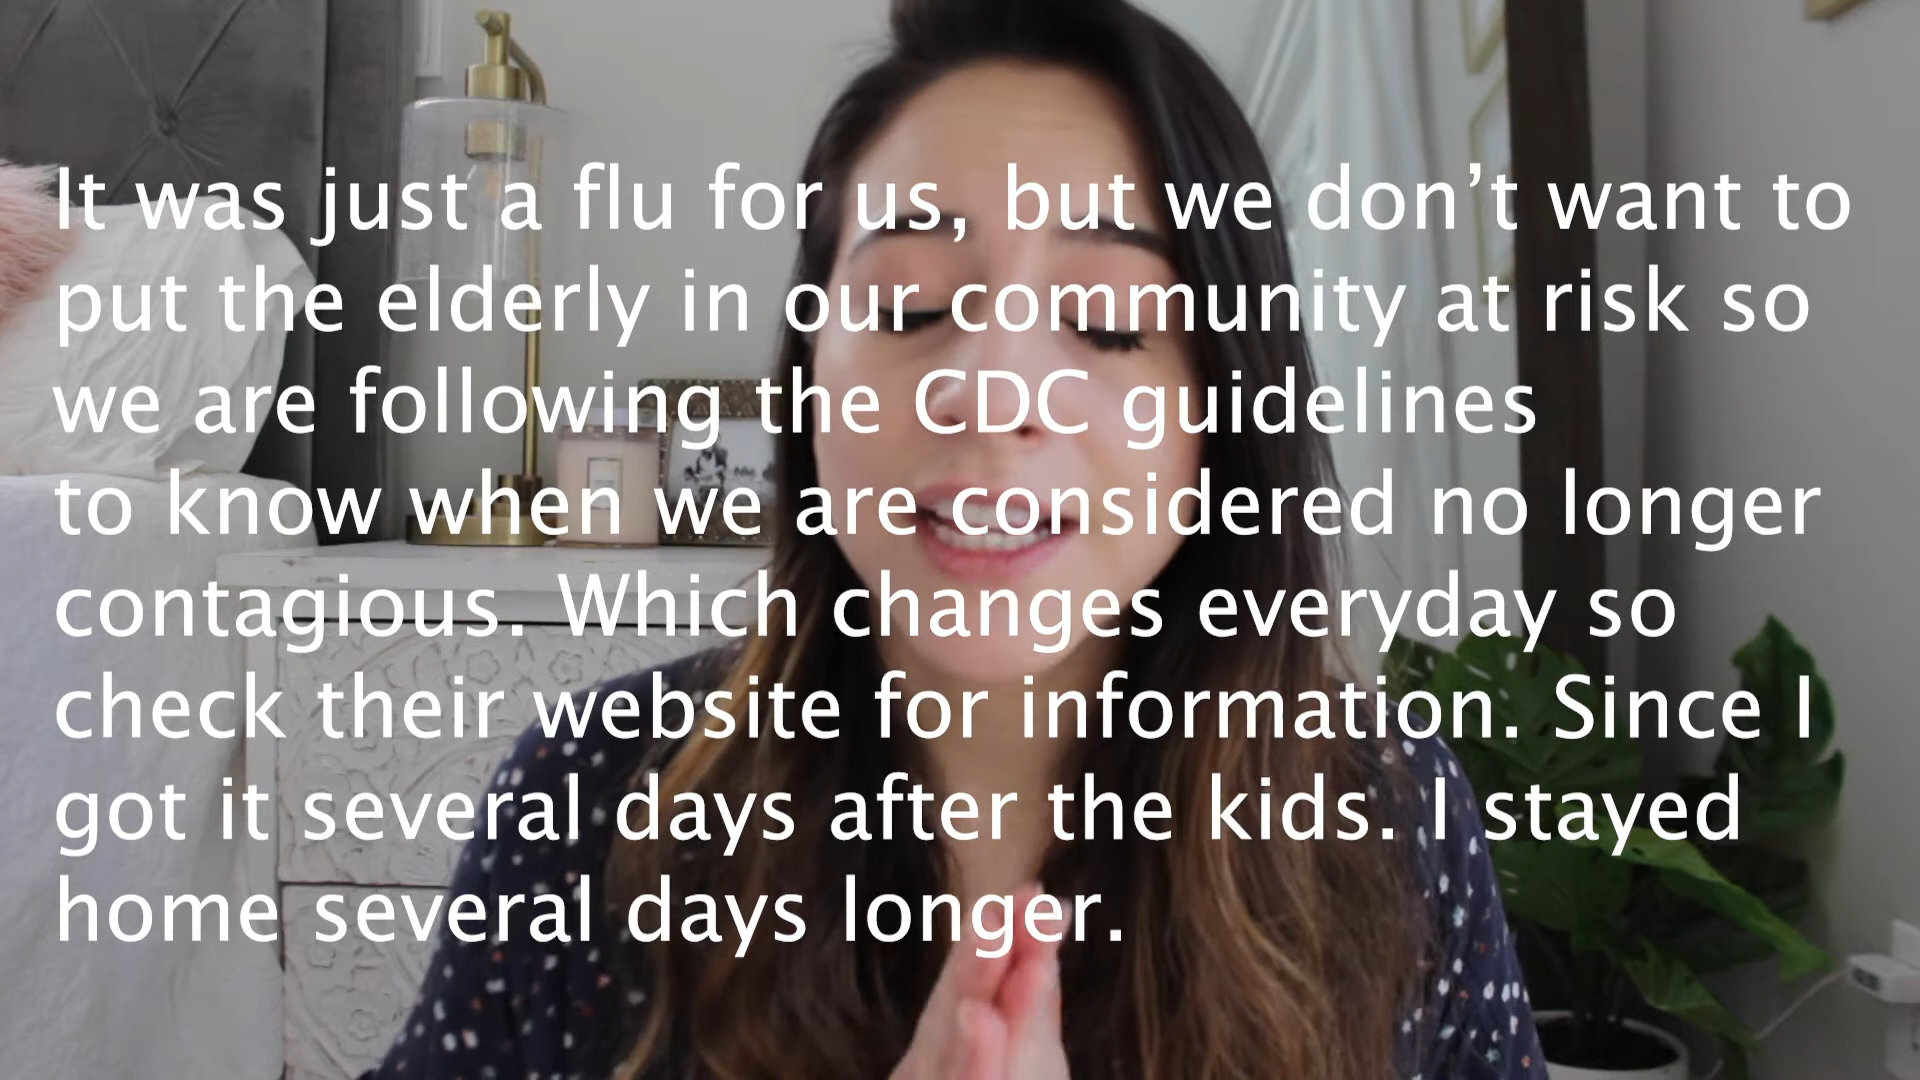 It was just a flu for us, but we don’t want to
put the elderly in our community at risk so
we are following the CDC guidelines
to know when we are considered no longer
contagious. Which changes everyday so
check their website for information. Since I
got it several days after the kids. I stayed
home several days longer.